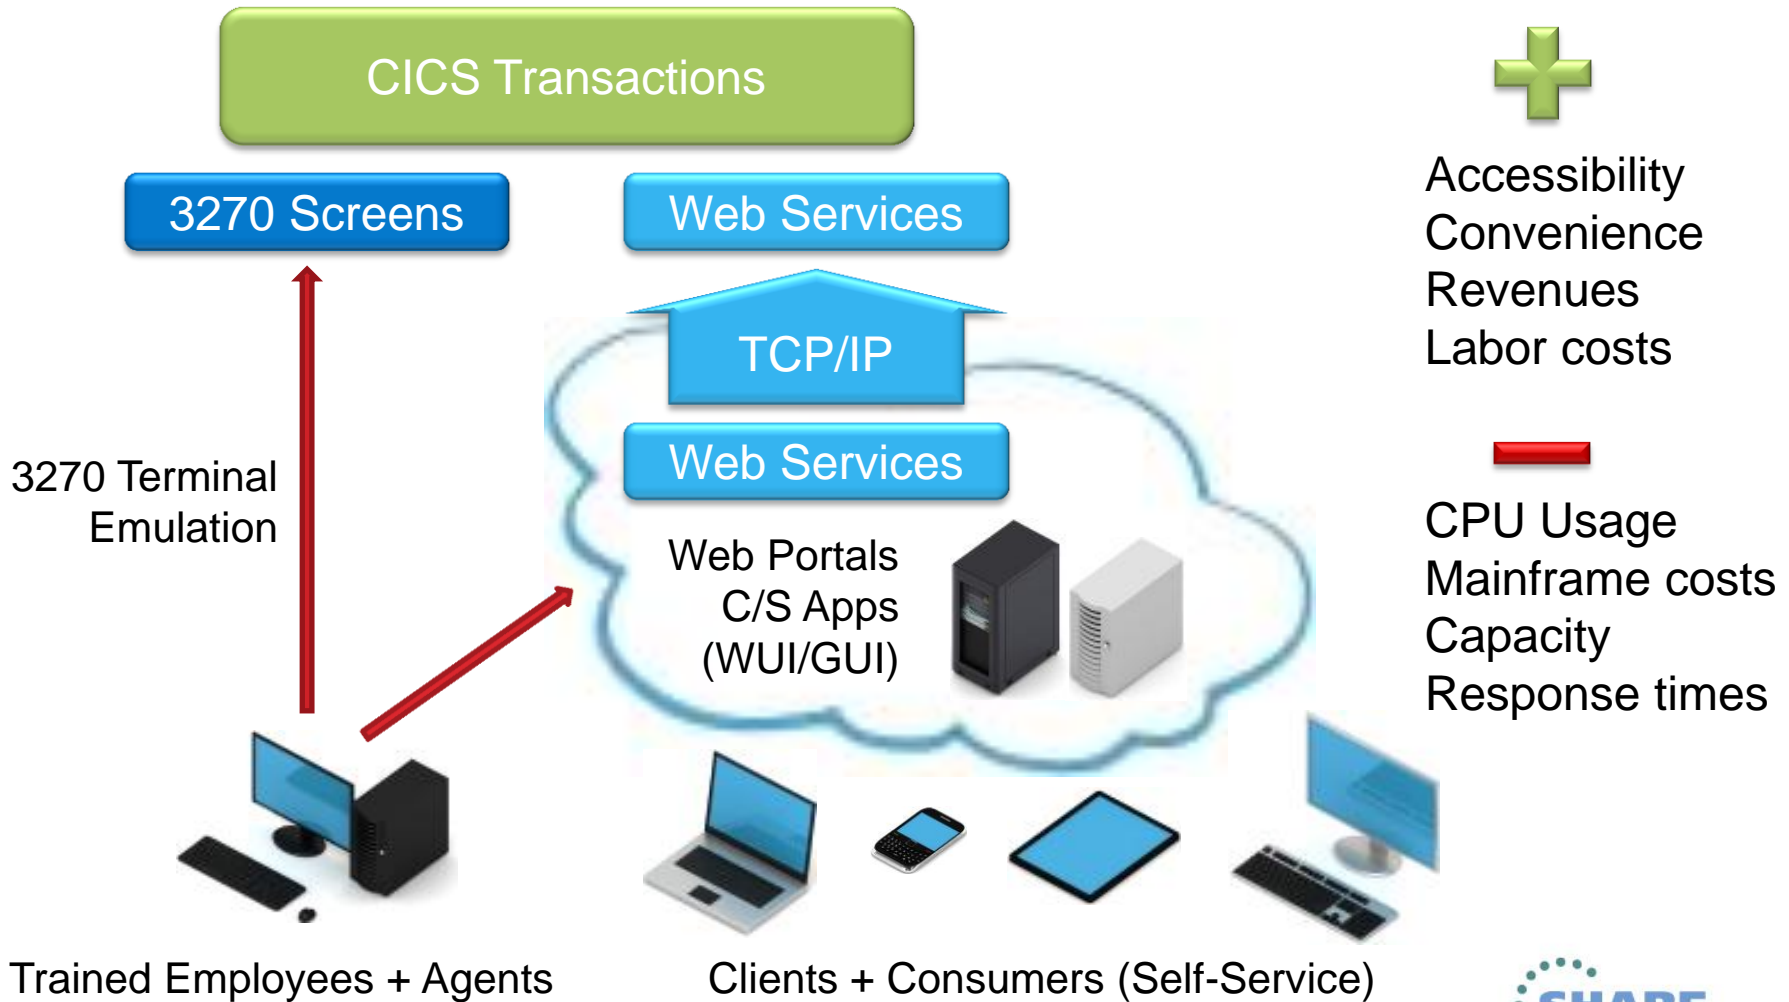 CICS Transactions
3270 Screens
Web Services
TCP/IP
Web Services
3270 Terminal
Emulation
Web Portals
C/S Apps
(WUI/GUI)
Trained Employees + Agents
Clients + Consumers (Self-Service)
Accessibility
Convenience
Revenues
Labor costs
CPU Usage
Mainframe costs
Capacity
Response times
SHARE